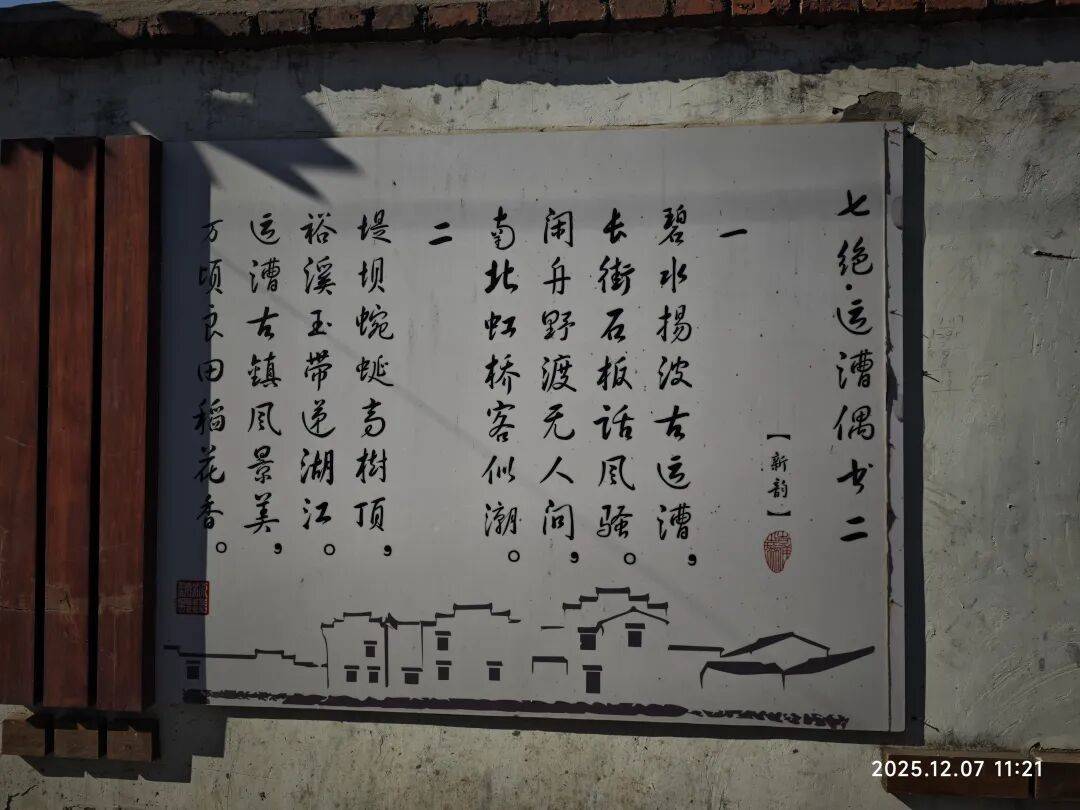 七绝·运漕偶书二
【新韵】
一
碧水扬波古运漕，
长街石板话风骚。
闲舟野渡无人问，
南北虹桥客似潮。
二
堤坝蜿蜒高樹顶，
裕溪玉带递湖江。
运漕古镇风景美，
万顷良田稻花香。
2025.12.07 11:21